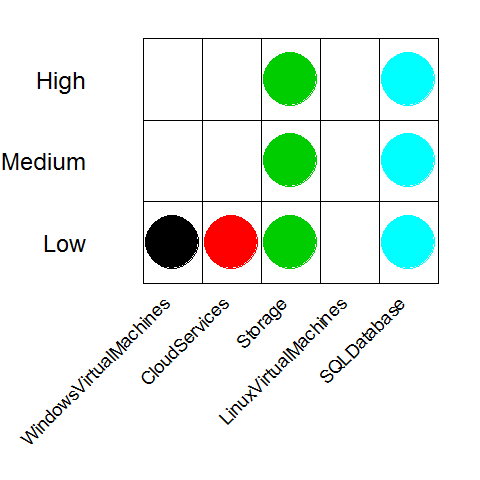 High
Medium
Low
WindowsVirtualMachines
CloudServices
Storage
LinuxVirtualMachines
SQLDatabase